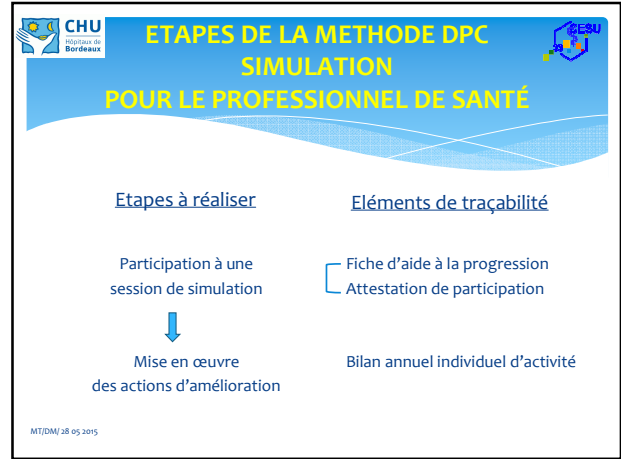 CHU
Hôpitaux de
Bordeaux
ETAPES DE LA METHODE DPC
SIMULATION
POUR LE PROFESSIONNEL DE SANTÉ
CESU
33
Etapes à réaliser
Eléments de traçabilité
Participation à une
session de simulation
Fiche d'aide à la progression
Attestation de participation
Mise en œuvre
des actions d'amélioration
Bilan annuel individuel d'activité
MT/DM/ 28 05 2015